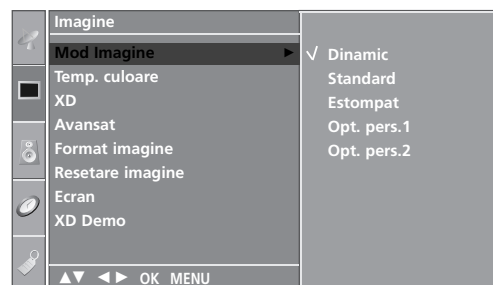 Imagine
Mod Imagine ►
Temp. culoare
XD
Avansat
Format imagine
Resetare imagine
Ecran
XD Demo
▲▼ ◄► OK MENU
√ Dinamic
Standard
Estompat
Opt. pers.1
Opt. pers.2